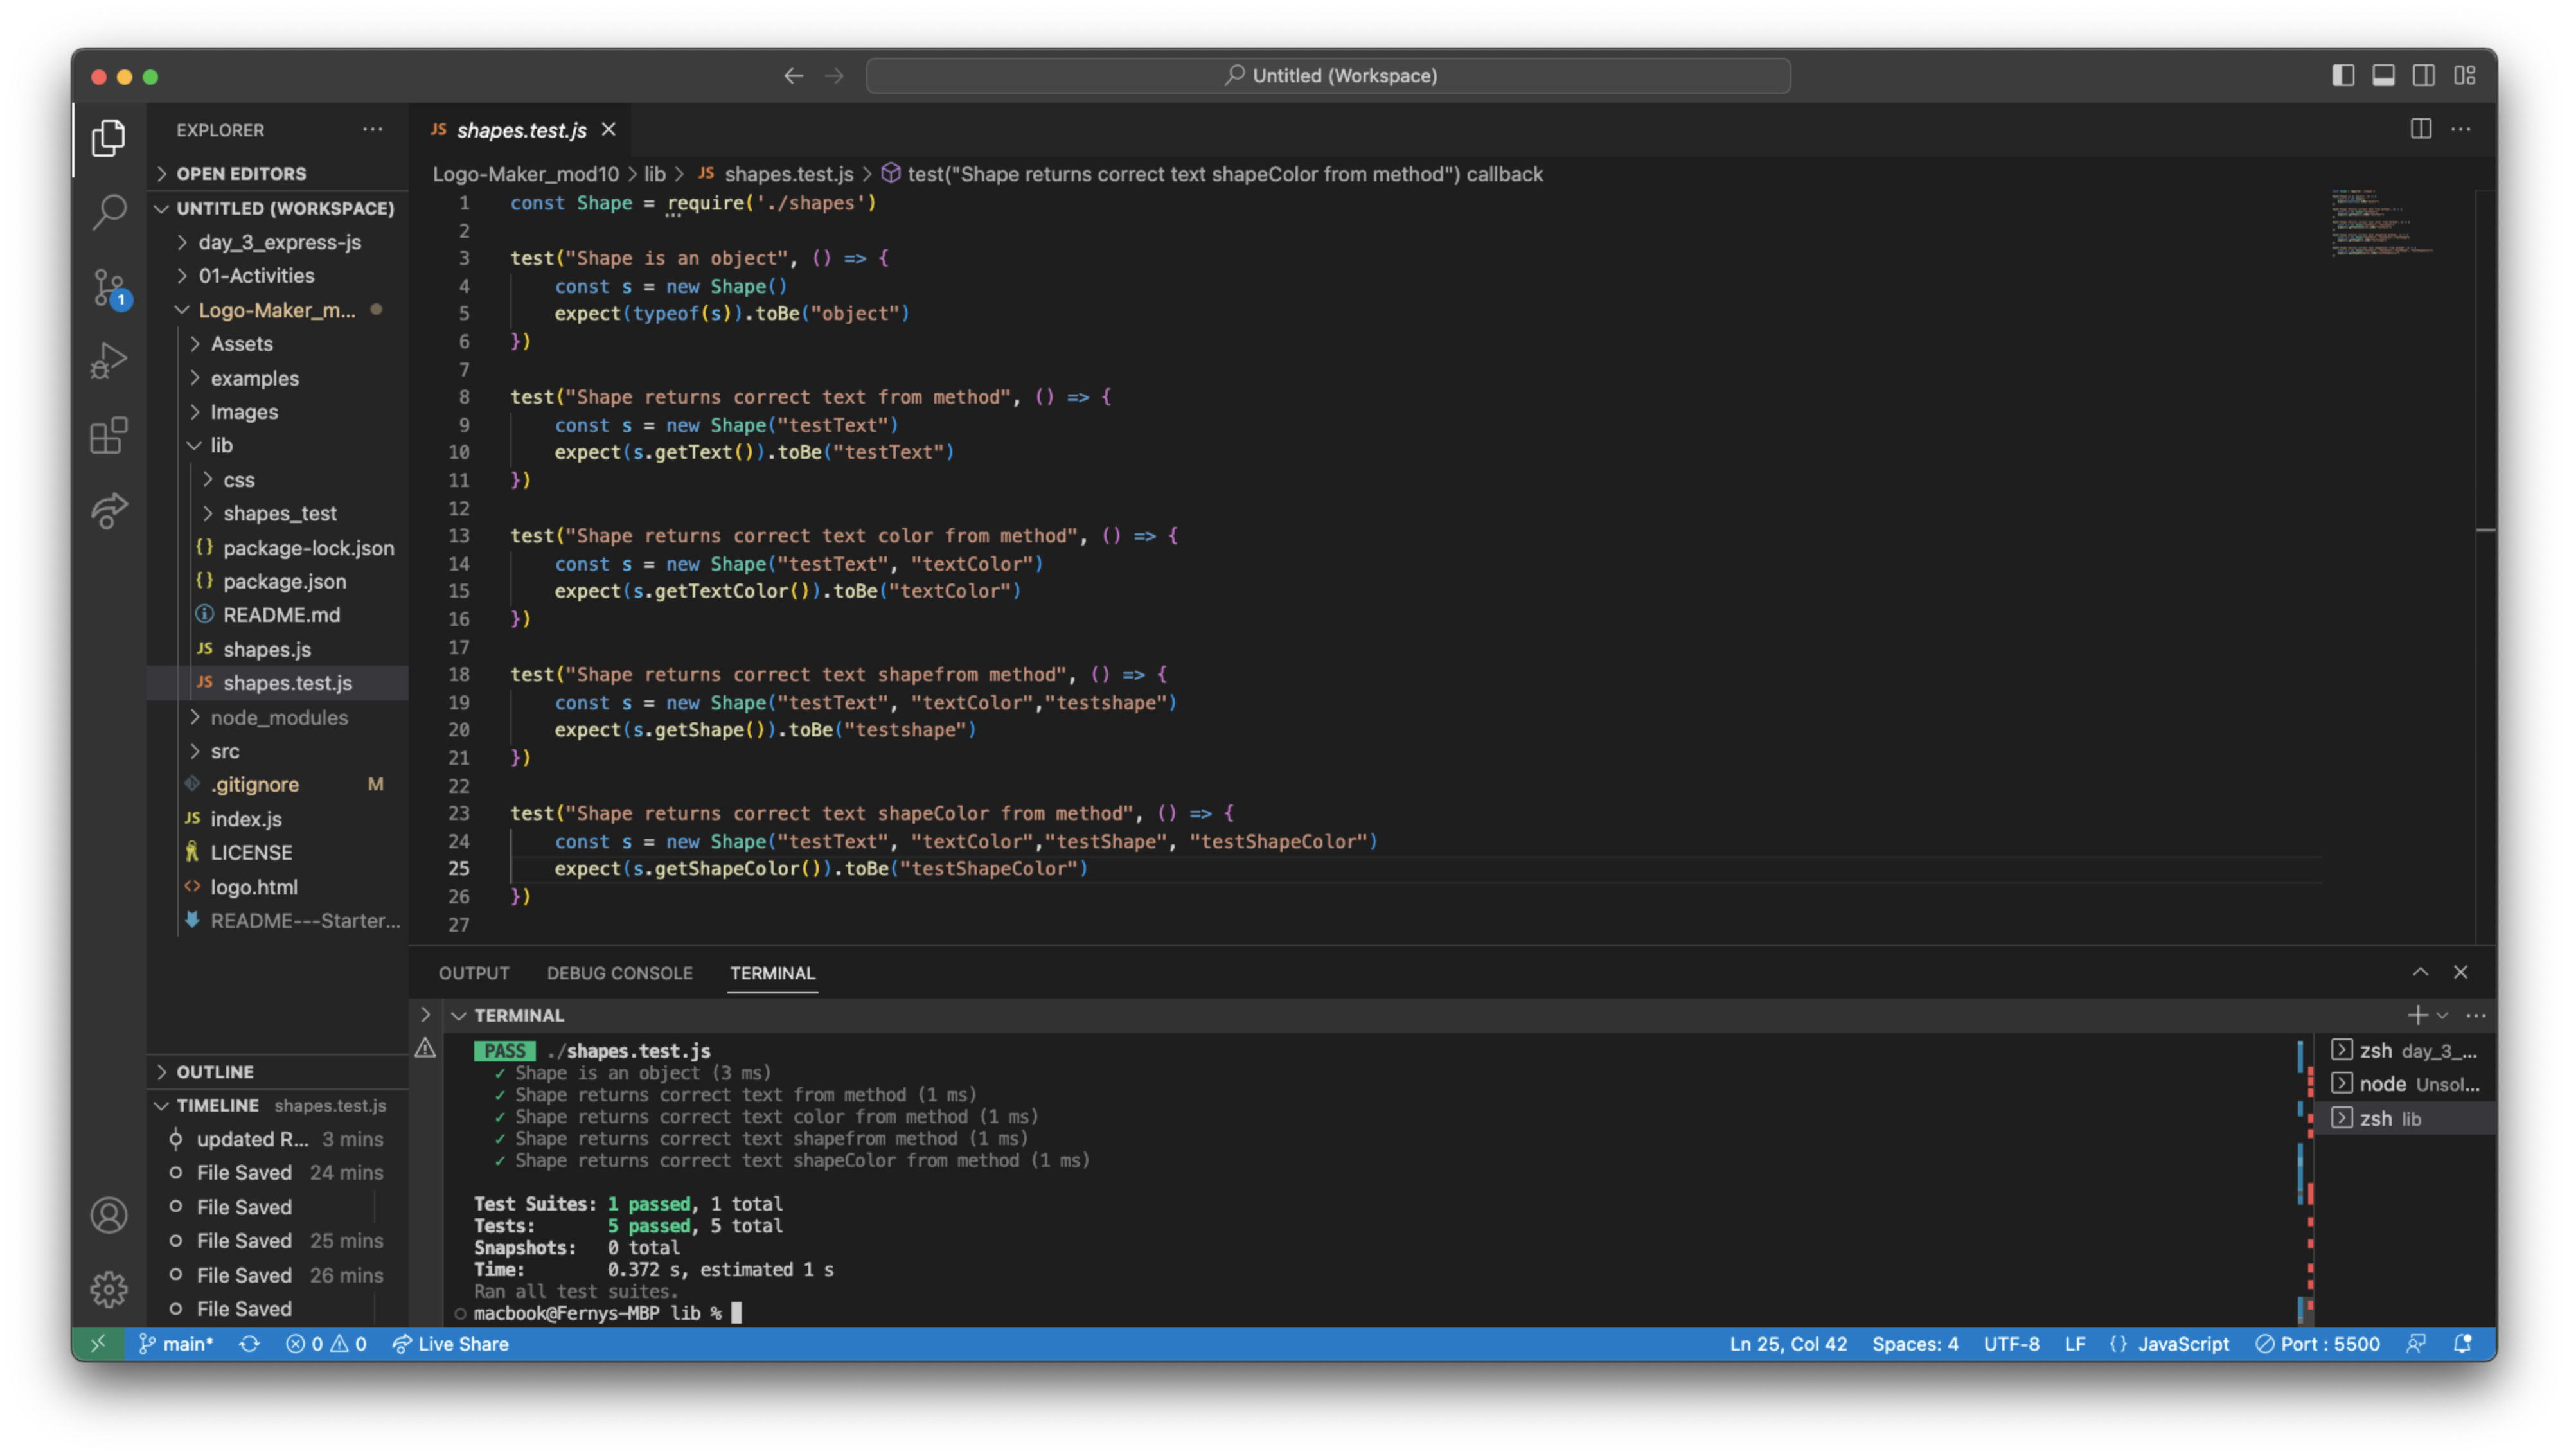 Untitled (Workspace)
EXPLORER
OPEN EDITORS
UNTITLED (WORKSPACE)
day_3_express-js
01-Activities
Logo-Maker_m...
Assets
examples
Images
lib
css
shapes_test
{} package-lock.json
{} package.json
README.md
JS shapes.js
JS shapes.test.js
node_modules
src
.gitignore M
JS index.js
LICENSE
<> logo.html
README---Starter...
OUTLINE
TIMELINE shapes.test.js
updated R... 3 mins
File Saved 24 mins
File Saved
File Saved 25 mins
File Saved 26 mins
File Saved
1
JS shapes.test.js
Logo-Maker_mod10 > lib > JS shapes.test.js > test("Shape returns correct text shapeColor from method") callback
1 const Shape = require('./shapes')
2
3 test("Shape is an object", () => {
4 const s = new Shape()
5 expect(typeof(s)).toBe("object")
6 })
7
8 test("Shape returns correct text from method", () => {
9 const s = new Shape("testText")
10 expect(s.getText()).toBe("testText")
11 })
12
13 test("Shape returns correct text color from method", () => {
14 const s = new Shape("testText", "textColor")
15 expect(s.getTextColor()).toBe("textColor")
16 })
17
18 test("Shape returns correct text shapefrom method", () => {
19 const s = new Shape("testText", "textColor","testshape")
20 expect(s.getShape()).toBe("testshape")
21 })
22
23 test("Shape returns correct text shapeColor from method", () => {
24 const s = new Shape("testText", "textColor","testShape", "testShapeColor")
25 expect(s.getShapeColor()).toBe("testShapeColor")
26 })
27
OUTPUT DEBUG CONSOLE TERMINAL
TERMINAL
PASS ./shapes.test.js
✓ Shape is an object (3 ms)
✓ Shape returns correct text from method (1 ms)
✓ Shape returns correct text color from method (1 ms)
✓ Shape returns correct text shapefrom method (1 ms)
✓ Shape returns correct text shapeColor from method (1 ms)
Test Suites: 1 passed, 1 total
Tests: 5 passed, 5 total
Snapshots: 0 total
Time: 0.372 s, estimated 1 s
Ran all test suites.
macbook@Fernys-MBP lib %
zsh day_3_...
node Unsol...
zsh lib
main* 0 0 Live Share
Ln 25, Col 42 Spaces: 4 UTF-8 LF {} JavaScript Port : 5500